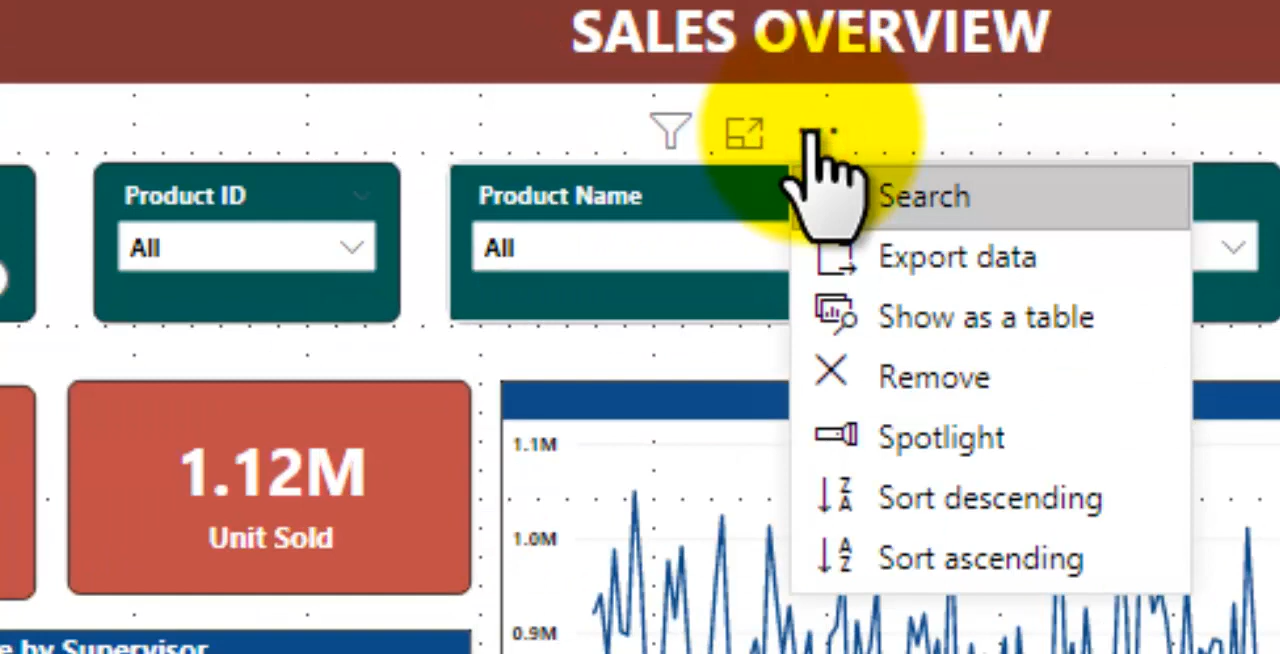 SALES OVERVIEW
Product ID
All
Product Name
All
Search
Export data
Show as a table
Remove
Spotlight
Sort descending
Sort ascending
1.12M
Unit Sold
1.1M
1.0M
0.9M
by Supervisor